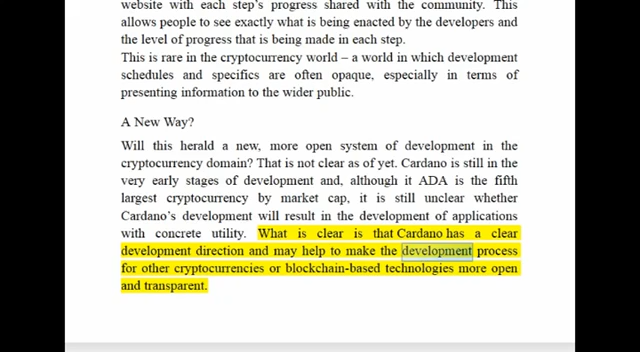 website with each step's progress shared with the community. This
allows people to see exactly what is being enacted by the developers and
the level of progress that is being made in each step.
This is rare in the cryptocurrency world – a world in which development
schedules and specifics are often opaque, especially in terms of
presenting information to the wider public.
A New Way?
Will this herald a new, more open system of development in the
cryptocurrency domain? That is not clear as of yet. Cardano is still in the
very early stages of development and, although it ADA is the fifth
largest cryptocurrency by market cap, it is still unclear whether
Cardano's development will result in the development of applications
with concrete utility. What is clear is that Cardano has a clear
development direction and may help to make the development process
for other cryptocurrencies or blockchain-based technologies more open
and transparent.